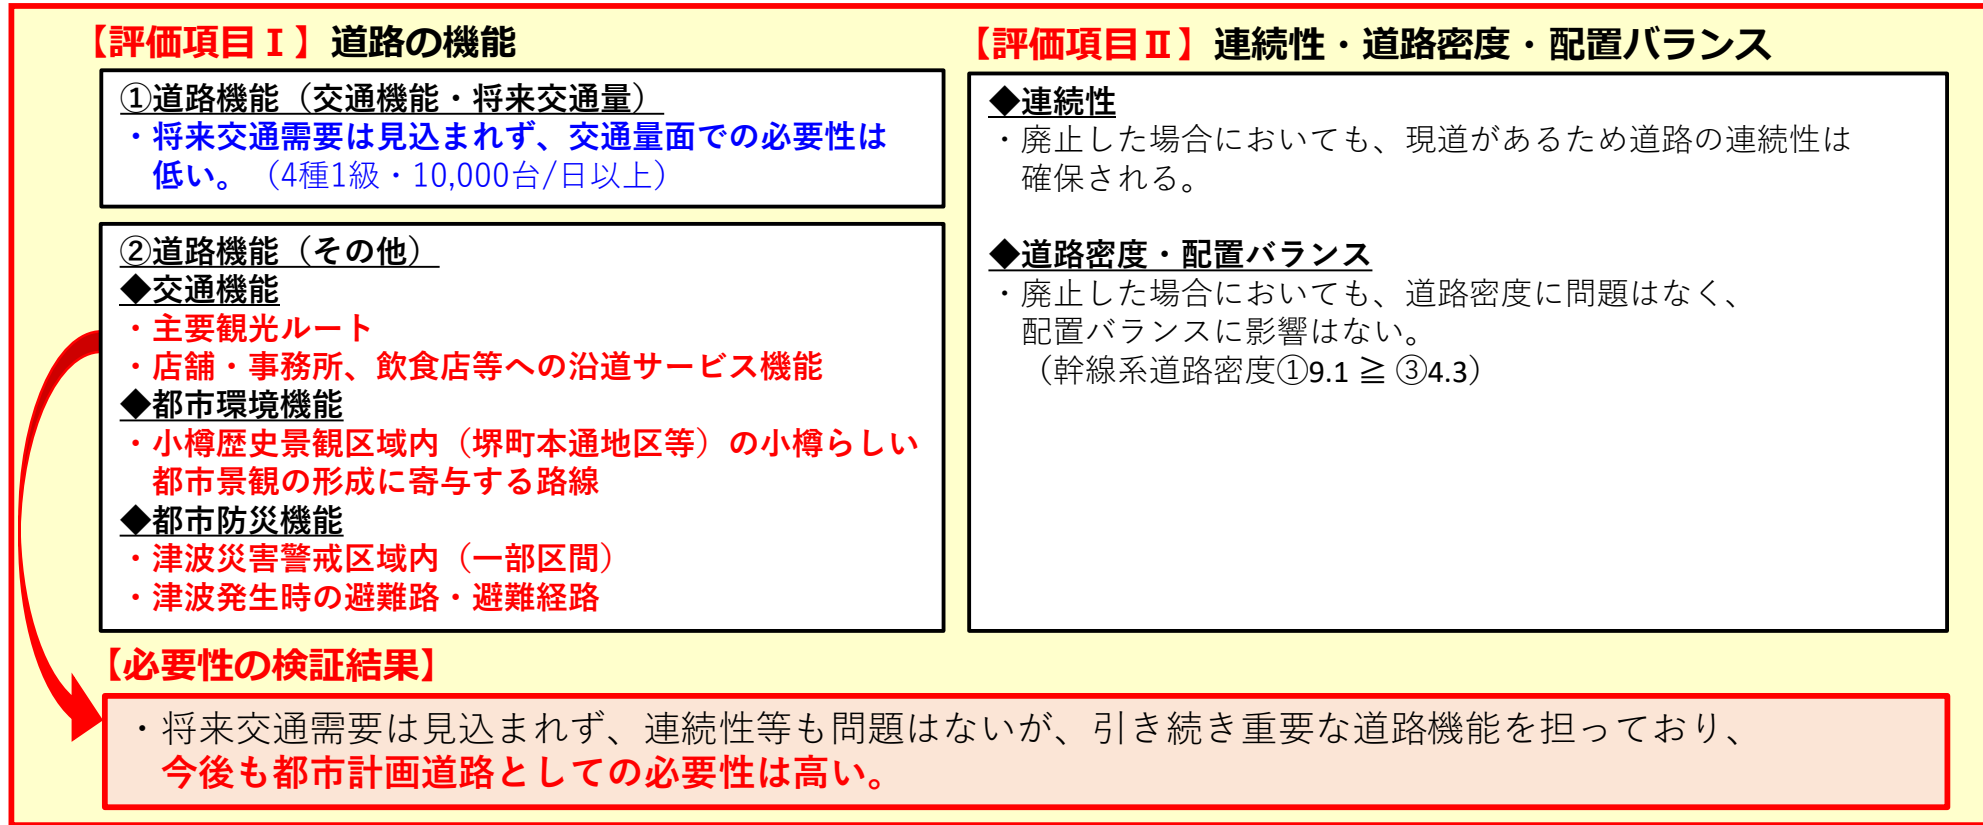 【評価項目Ⅰ】道路の機能
①道路機能（交通機能・将来交通量）
・将来交通需要は見込まれず、交通量面での必要性は
低い。（4種1級・10,000台/日以上）
②道路機能（その他）
◆交通機能
・主要観光ルート
・店舗・事務所、飲食店等への沿道サービス機能
◆都市環境機能
・小樽歴史景観区域内（堺町本通地区等）の小樽らしい
都市景観の形成に寄与する路線
◆都市防災機能
・津波災害警戒区域内（一部区間）
・津波発生時の避難路・避難経路
【評価項目Ⅱ】連続性・道路密度・配置バランス
◆連続性
・廃止した場合においても、現道があるため道路の連続性は
確保される。
◆道路密度・配置バランス
・廃止した場合においても、道路密度に問題はなく、
配置バランスに影響はない。
（幹線系道路密度①9.1 ≧ ③4.3）
【必要性の検証結果】
・将来交通需要は見込まれず、連続性等も問題はないが、引き続き重要な道路機能を担っており、
今後も都市計画道路としての必要性は高い。